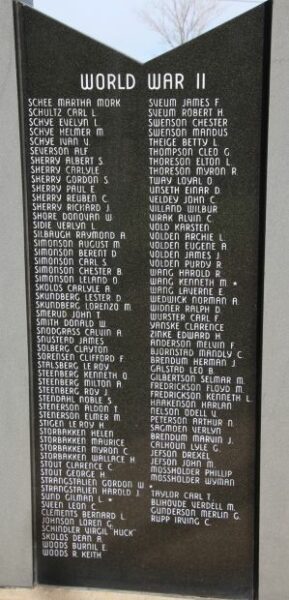 WORLD WAR II
SCHEE MARTHA MORK
SCHULTZ CARL L.
SCHYE EVELYN L.
SCHYE HELMER M.
SCHYE IVAN V.
SEVERSON ALF
SHERRY ALBERT S.
SHERRY CARLYLE
SHERRY GORDON S.
SHERRY PAUL E.
SHERRY REUBEN C.
SHERRY RICKARD J.
SHORE DONOVAN W.
SIDIE VERLYN L.
SILBAUGH RAYMOND A.
SIMONSON AUGUST M.
SIMONSON BERENT D.
SIMONSON CARL S.
SIMONSON CHESTER B.
SIMONSON LELAND O.
SKOLOS CARLYLE A.
SKUNDBERG LESTER D.
SKUNDBERG LORENZO M.
SMERUD JOHN T.
SMITH DONALD W.
SNODGRASS CALVIN A.
SNUSTEAD JAMES
SOLBERG CLAYTON
SORENSEN CLIFFORD F.
STALSBERG LE ROY
STEENBERG KENNETH O.
STEENBERG MILTON A.
STEENBERG ROY J.
STENDAHL NOBLE S.
STENERSON ALDON T.
STENERSON ELMER M.
STIGEN LE ROY H.
STORBAKKEN HELEN
STORBAKKEN MAURICE
STORBAKKEN MYRON C.
STORBAKKEN WALLACE H.
STOUT CLARENCE C.
STOUT GEORGE H.
STRANGSTALIEN GORDON W. *
STRANGSTALIEN HAROLD J.
SUND GILMAN L. *
SVEEN LEON C.
CLEMENTS BERNARD L.
JOHNSON LOREN G.
SCHINDLER VIRGIL "HUCK"
SKOLOS DEAN A.
WOODS BURNIL E.
WOODS R. KEITH
SVEUM JAMES F.
SVEUM ROBERT H.
SWENSON CHESTER
SWENSON MANDUS
THEIGE BETTY L.
THOMPSON CLEO G.
THORESON ELTON L.
THORESON MYRON R.
TWAY LOYAL O.
UNSETH EINAR D.
VELDEY JOHN C.
VILLAND WILBUR
VIRAK ALVIN C.
VOLD KARSTEN
VOLDEN ARCHIE L.
VOLDEN EUGENE A.
VOLDEN JAMES J.
VOLDEN PURDY R.
WANG HAROLD R.
WANG KENNETH M. *
WANG LAVERNE E.
WEDWICK NORMAN A.
WIDNER RALPH D.
WURSTER CARL F.
YANSKE CLARENCE
ZINKE EDWARD H.
ANDERSON MELVIN F.
BJORNSTAD MANDLY C.
BRENDUM HERMAN J.
GALSTAD LEO B.
GILBERTSON SELMAR M.
FREDRICKSON FLOYD M.
FREDRICKSON KENNETH L.
HAAKENSON HARLAN
NELSON ODELL V.
PETERSON ARTHUR N.
SAGMOEN VERLYN
BRENDUM MARVIN J.
CALHOUN LYLE G.
JEFSON DREKEL
JEFSON JOHN M.
MOSSHOLDER PHILLIP
MOSSHOLDER WYMAN
TAYLOR CARL T.
BLIHOVDE VERDELL M.
GUNDERSON MERLIN G.
RUPP IRVING C.